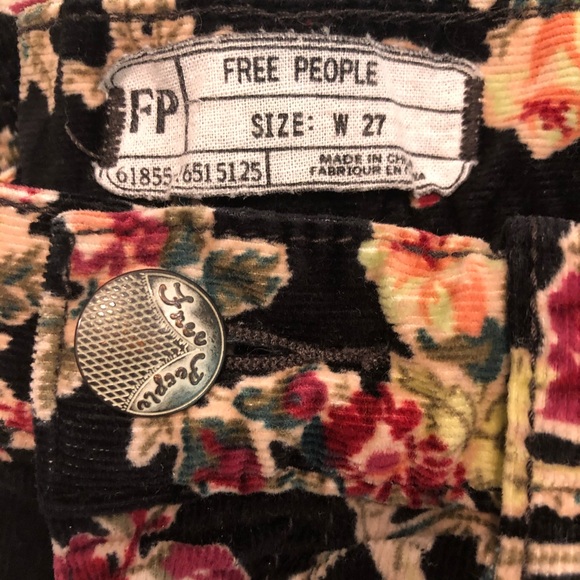 FP
FREE PEOPLE
SIZE: W 27
61855 6515125
MADE IN
FABRIQUE EN
Free People